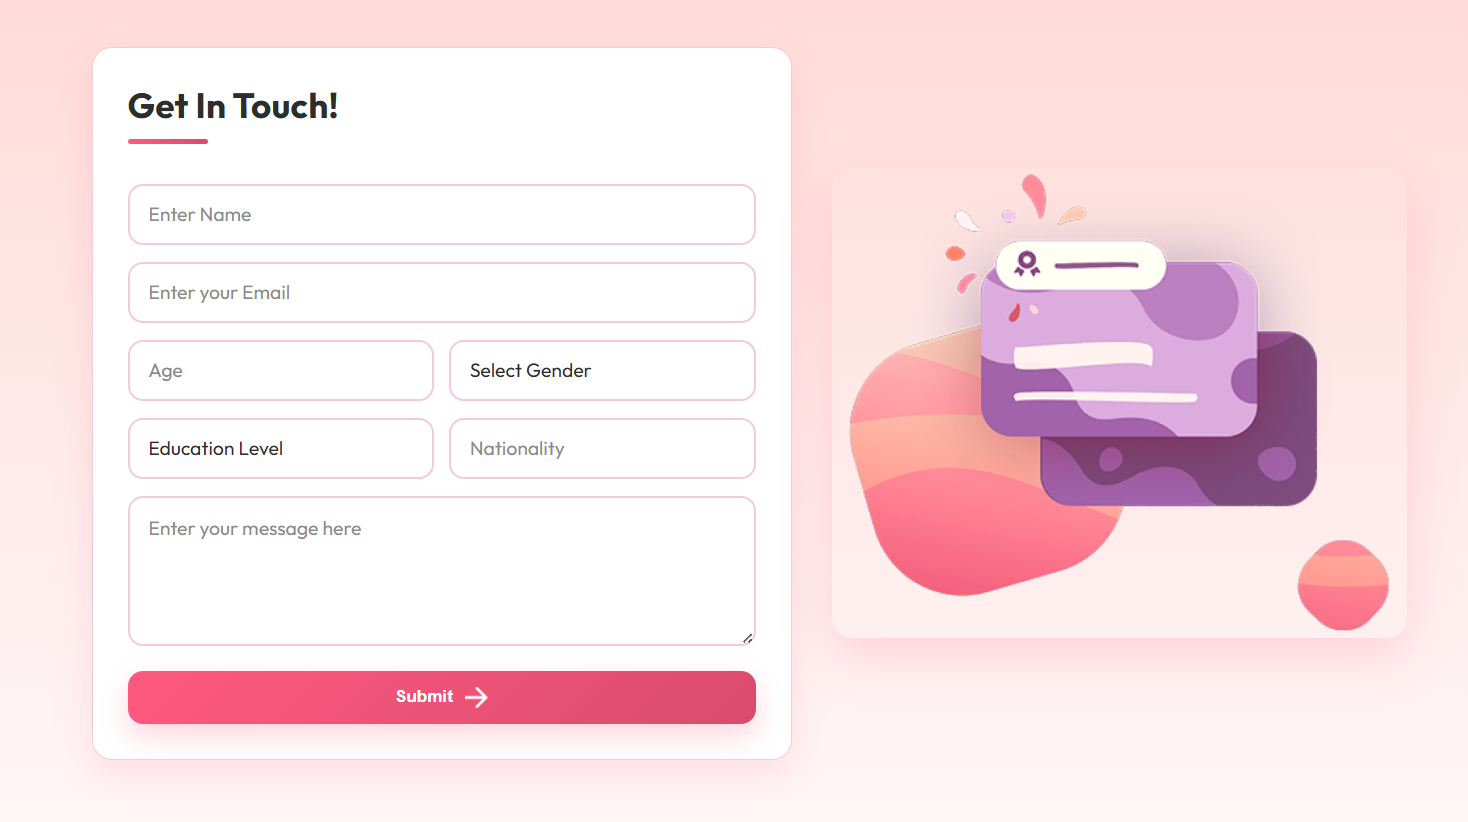 Get In Touch!
Enter Name
Enter your Email
Age
Select Gender
Education Level
Nationality
Enter your message here
Submit